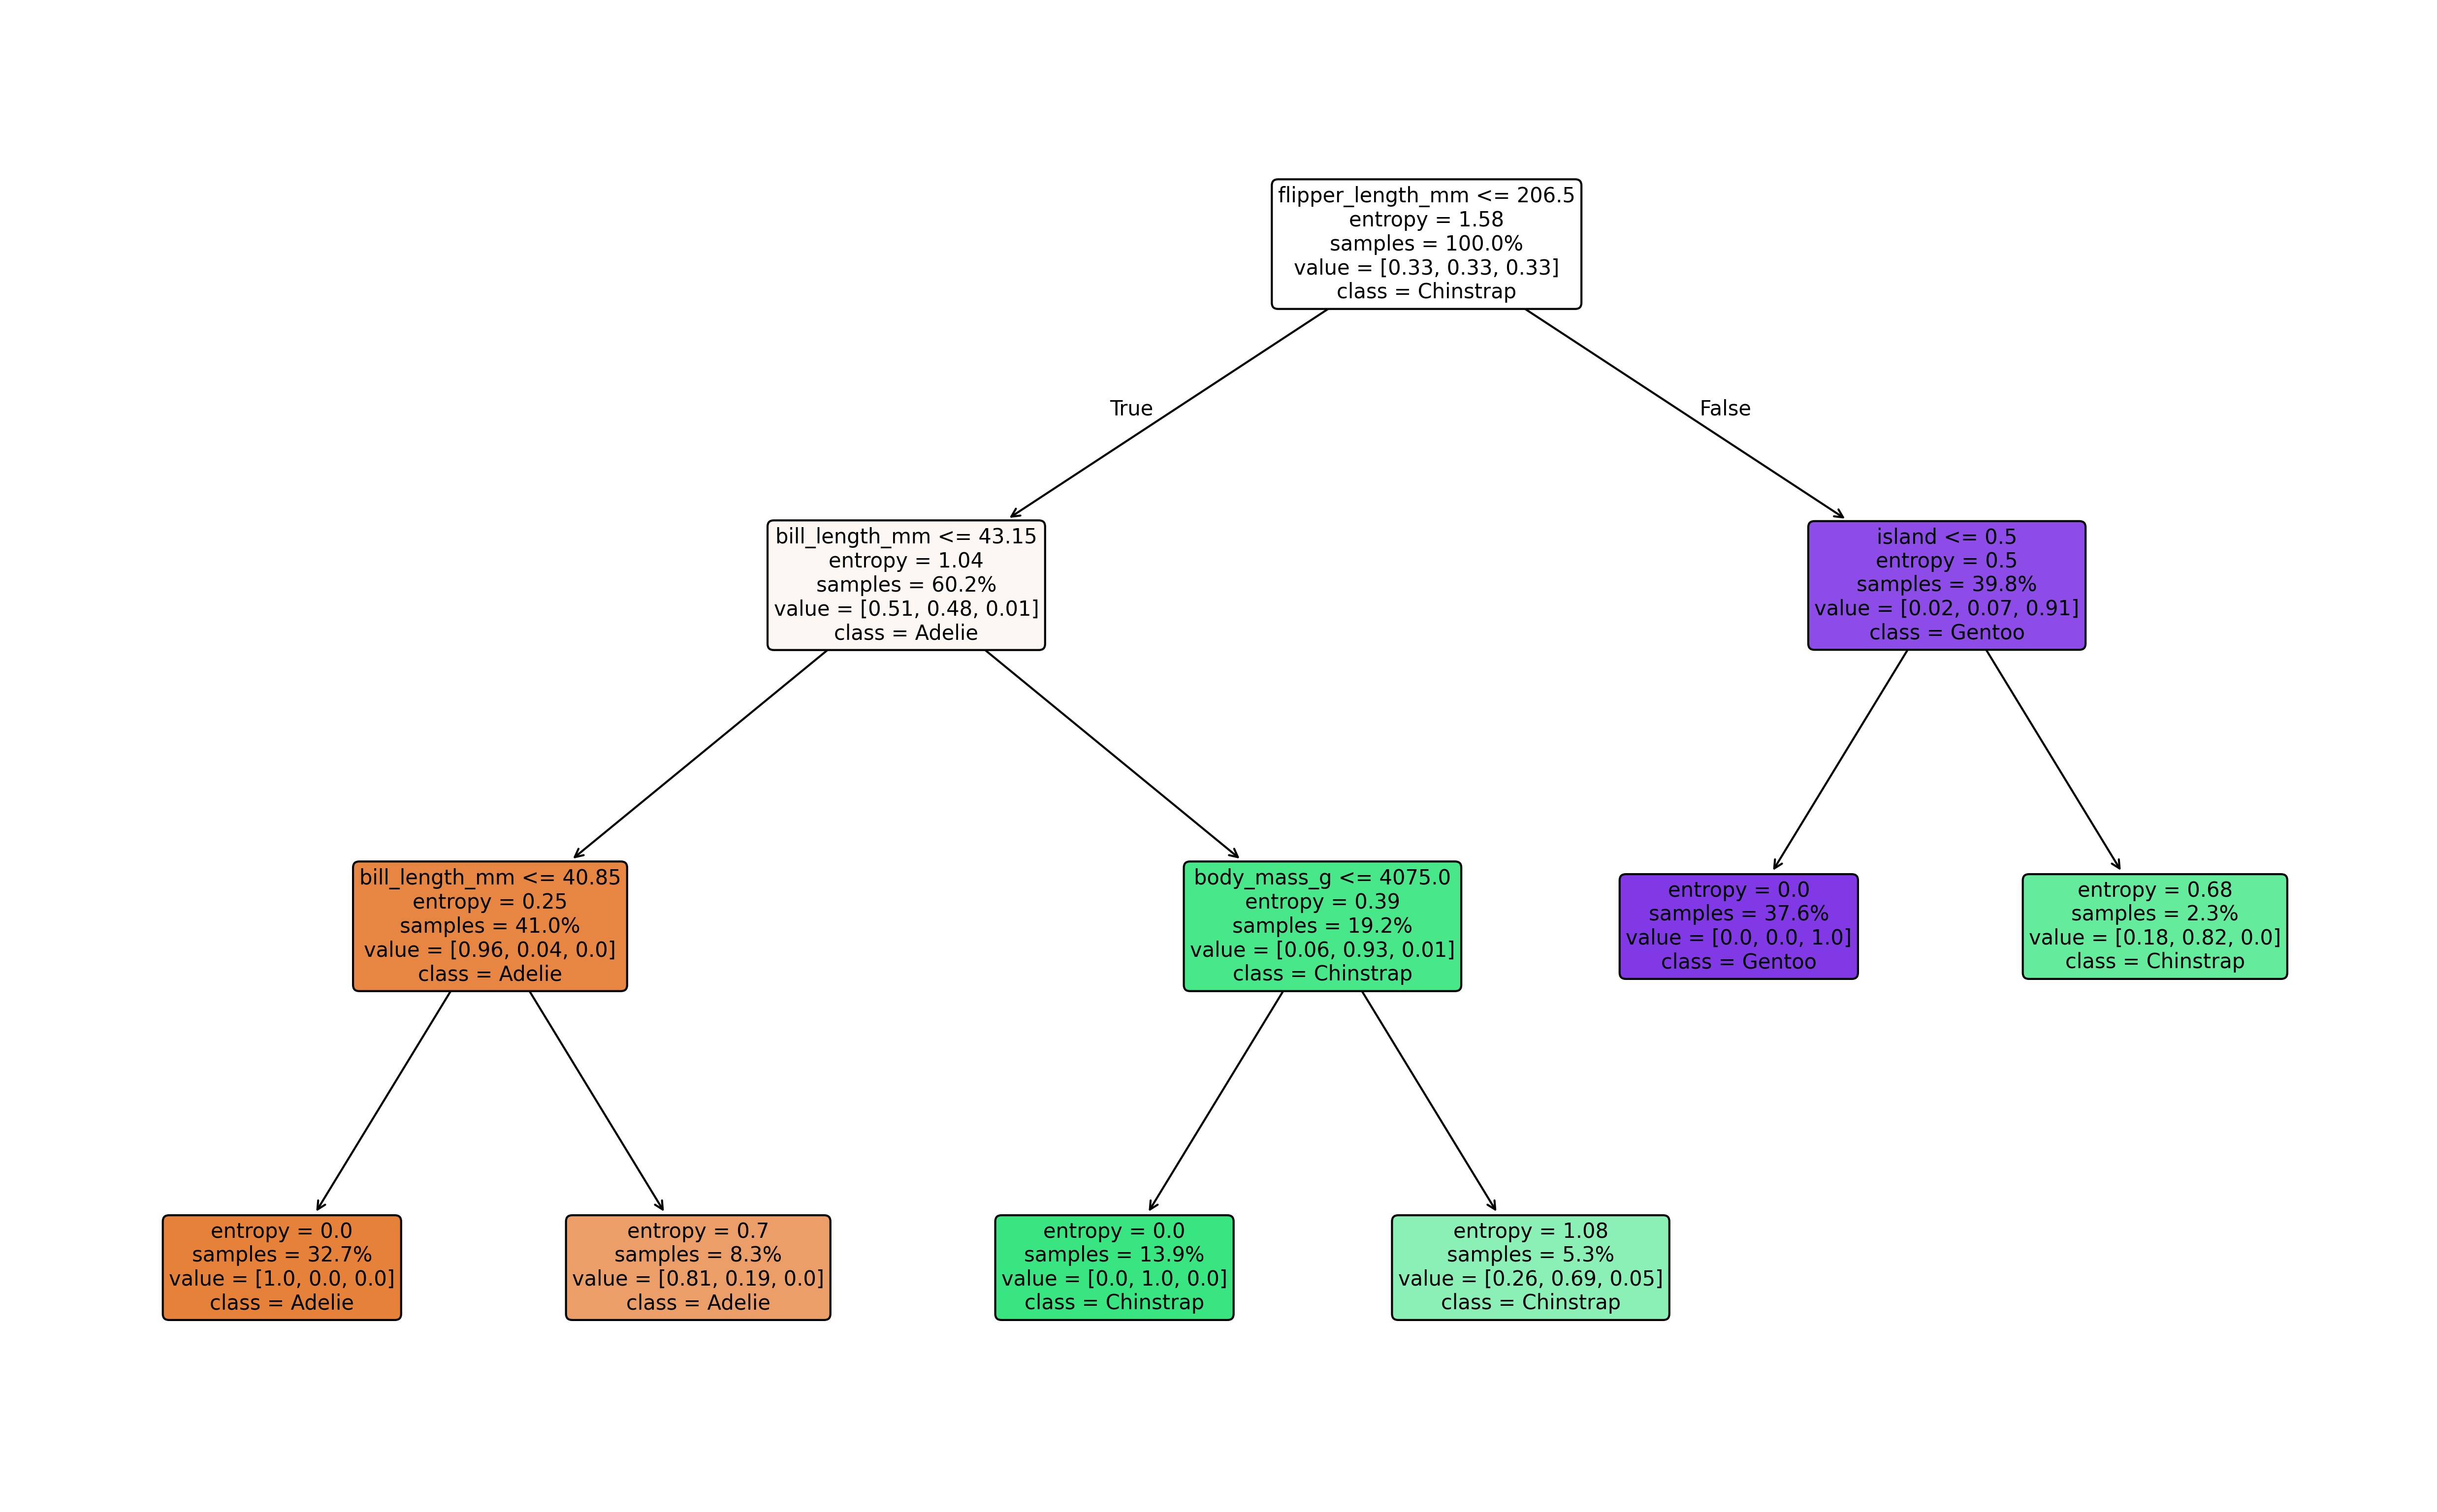 flipper_length_mm <= 206.5
entropy = 1.58
samples = 100.0%
value = [0.33, 0.33, 0.33]
class = Chinstrap
True
False
bill_length_mm <= 43.15
entropy = 1.04
samples = 60.2%
value = [0.51, 0.48, 0.01]
class = Adelie
island <= 0.5
entropy = 0.5
samples = 39.8%
value = [0.02, 0.07, 0.91]
class = Gentoo
bill_length_mm <= 40.85
entropy = 0.25
samples = 41.0%
value = [0.96, 0.04, 0.0]
class = Adelie
body_mass_g <= 4075.0
entropy = 0.39
samples = 19.2%
value = [0.06, 0.93, 0.01]
class = Chinstrap
entropy = 0.0
samples = 37.6%
value = [0.0, 0.0, 1.0]
class = Gentoo
entropy = 0.68
samples = 2.3%
value = [0.18, 0.82, 0.0]
class = Chinstrap
entropy = 0.0
samples = 32.7%
value = [1.0, 0.0, 0.0]
class = Adelie
entropy = 0.7
samples = 8.3%
value = [0.81, 0.19, 0.0]
class = Adelie
entropy = 0.0
samples = 13.9%
value = [0.0, 1.0, 0.0]
class = Chinstrap
entropy = 1.08
samples = 5.3%
value = [0.26, 0.69, 0.05]
class = Chinstrap